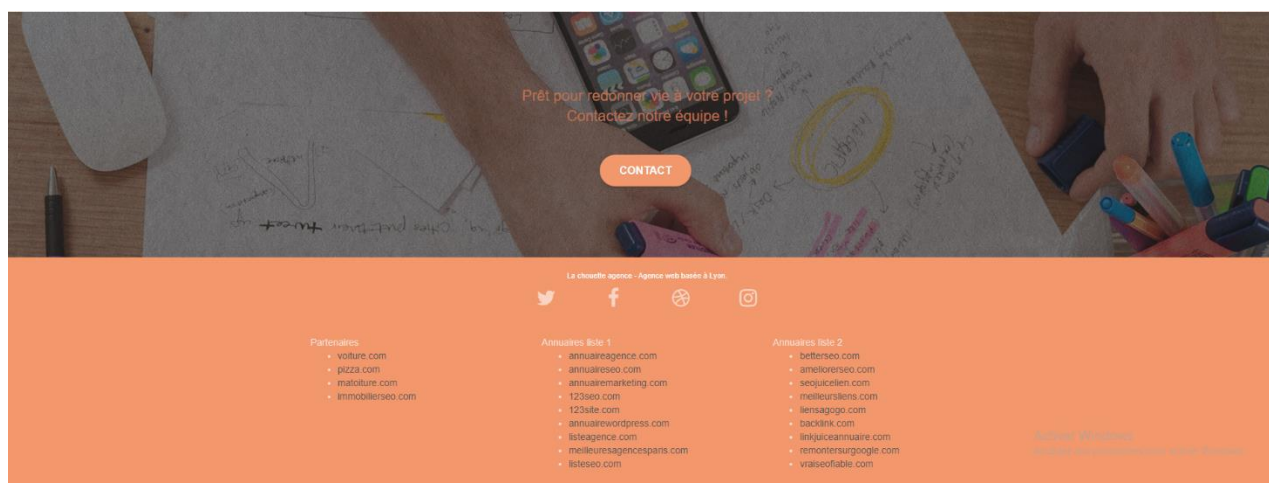 Prêt pour redonner vie à votre projet ?
Contactez notre équipe !
CONTACT
tweet
La chouette agence - Agence web basée à Lyon.
Partenaires
voiture.com
pizza.com
matoiture.com
immobilierseo.com
Annuaires liste 1
annuaireagence.com
annuaireseo.com
annuairemarketing.com
123seo.com
123site.com
annuairewordpress.com
listeagence.com
meilleuresagencesparis.com
listeseo.com
Annuaires liste 2
betterseo.com
ameliorerseo.com
seojuicelien.com
meilleursliens.com
liensagogo.com
backlink.com
linkjuiceannuaire.com
remontersurgoogle.com
vraiseofiable.com
Activer Windows